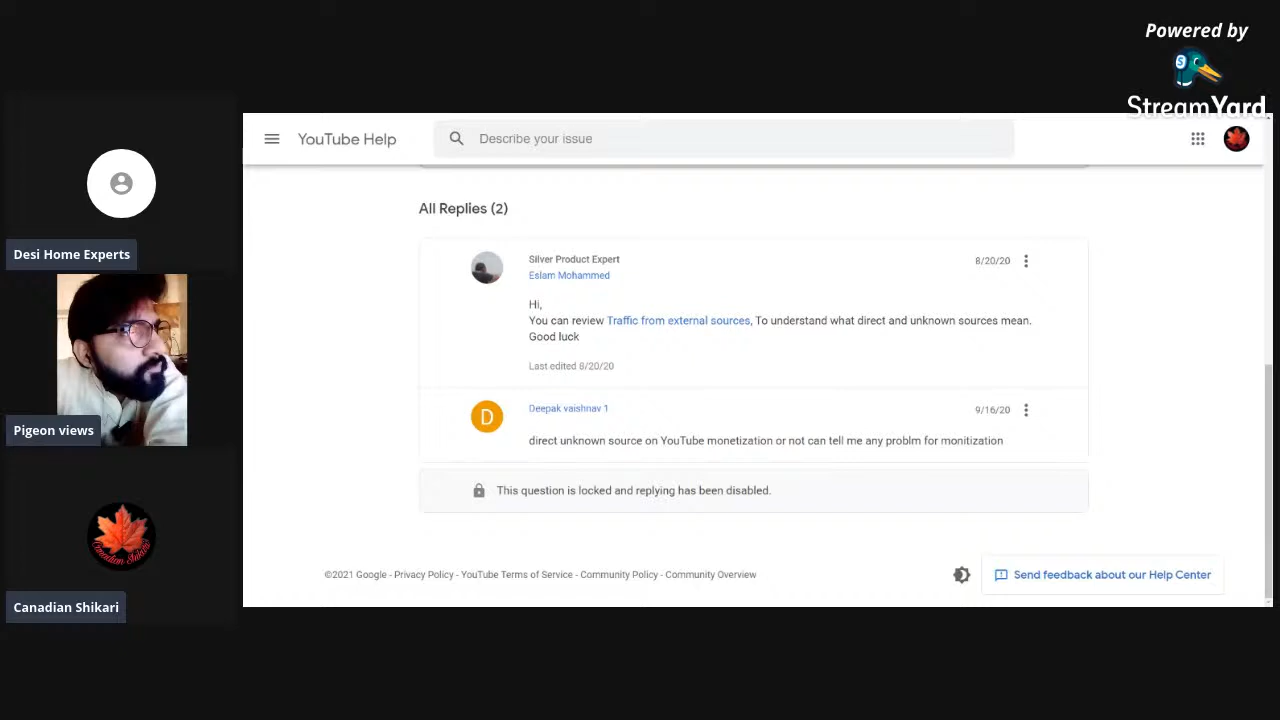 Powered by
StreamYard
YouTube Help
Describe your issue
All Replies (2)
Silver Product Expert
Eslam Mohammed
8/20/20
Hi,
You can review Traffic from external sources, To understand what direct and unknown sources mean.
Good luck
Last edited 8/20/20
D
Deepak vaishnav 1
9/16/20
direct unknown source on YouTube monetization or not can tell me any problm for monitization
This question is locked and replying has been disabled.
©2021 Google - Privacy Policy - YouTube Terms of Service - Community Policy - Community Overview
Send feedback about our Help Center
Desi Home Experts
Pigeon views
Canadian Shikari
Canadian Shikari